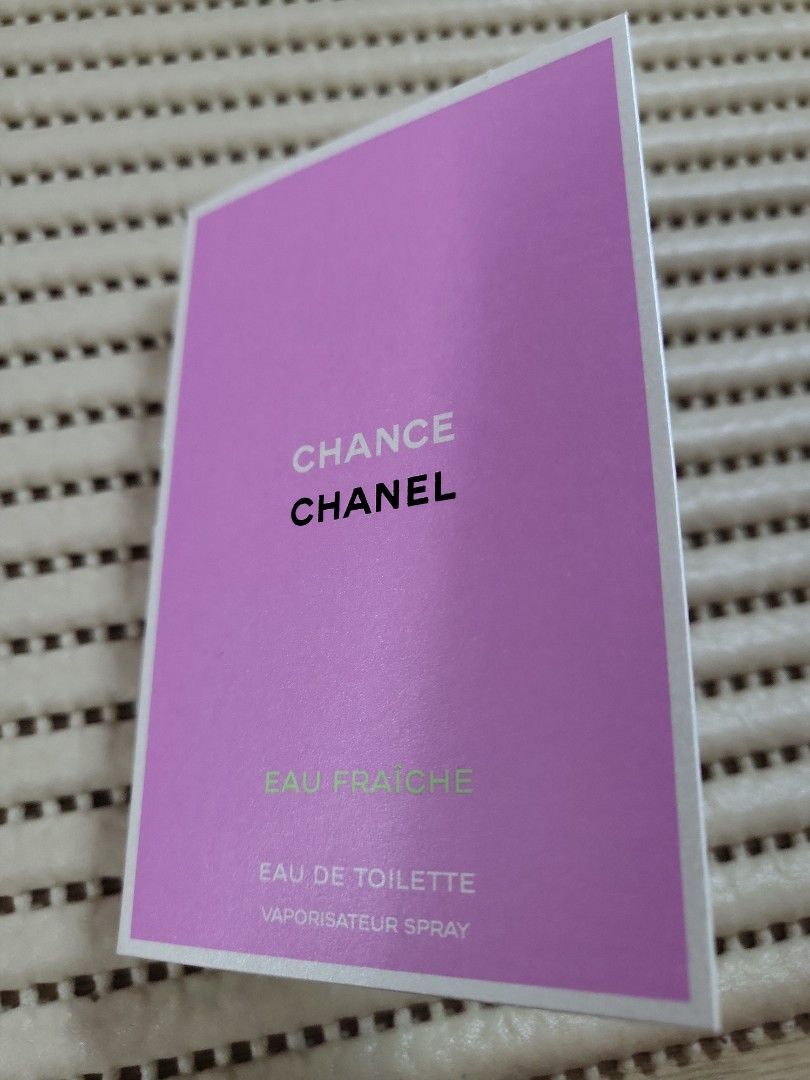 CHANCE
CHANEL
EAU FRAÎCHE
EAU DE TOILETTE
VAPORISATEUR SPRAY